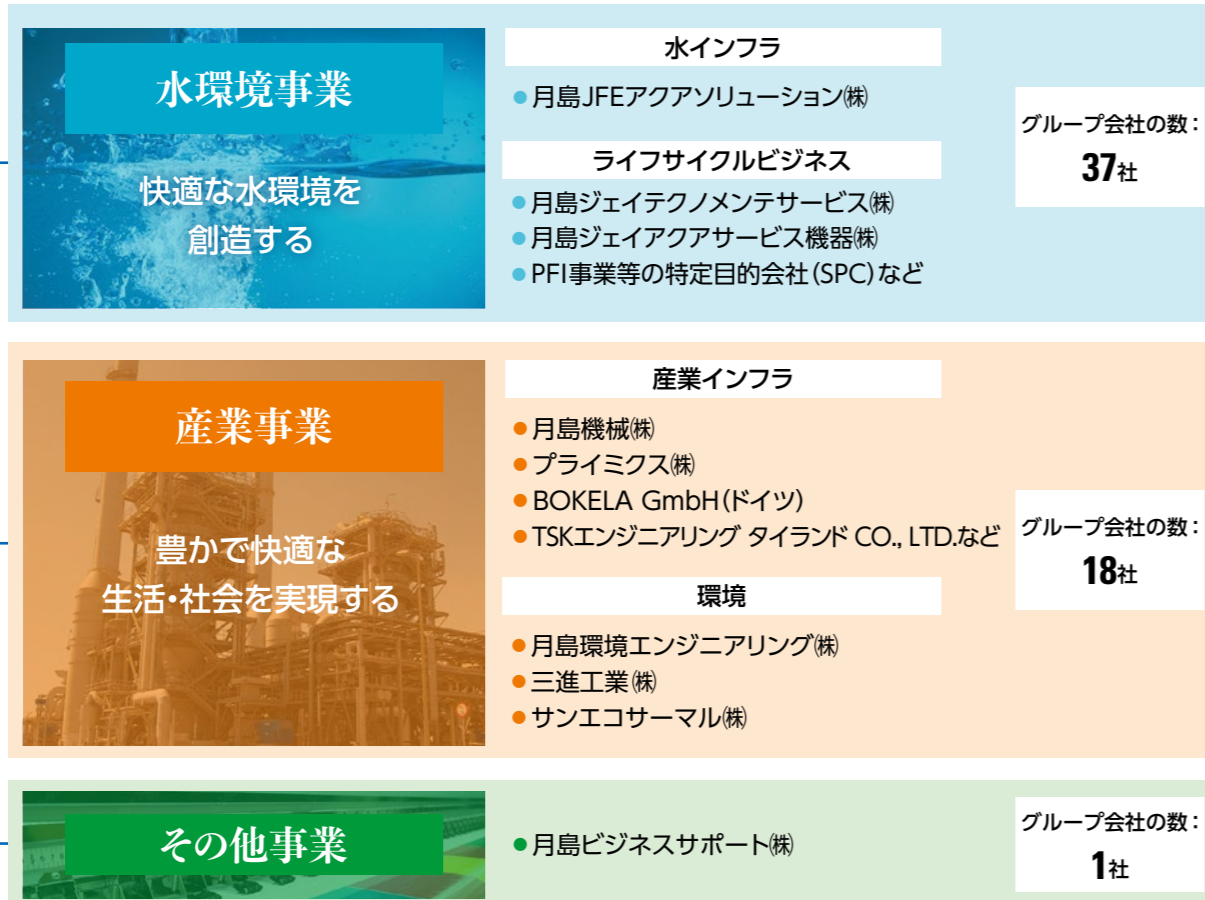 水環境事業
快適な水環境を
創造する
水インフラ
●月島JFEアクアソリューション㈱
ライフサイクルビジネス
●月島ジェイテクノメンテサービス㈱
●月島ジェイアクアサービス機器㈱
●PFI事業等の特定目的会社(SPC)など
グループ会社の数：
37社
産業事業
豊かで快適な
生活・社会を実現する
産業インフラ
●月島機械㈱
●プライミクス㈱
●BOKELA GmbH(ドイツ)
●TSKエンジニアリング タイランド CO., LTD.など
環境
●月島環境エンジニアリング㈱
●三進工業㈱
●サンエコサーマル㈱
グループ会社の数：
18社
その他事業
●月島ビジネスサポート㈱
グループ会社の数：
1社